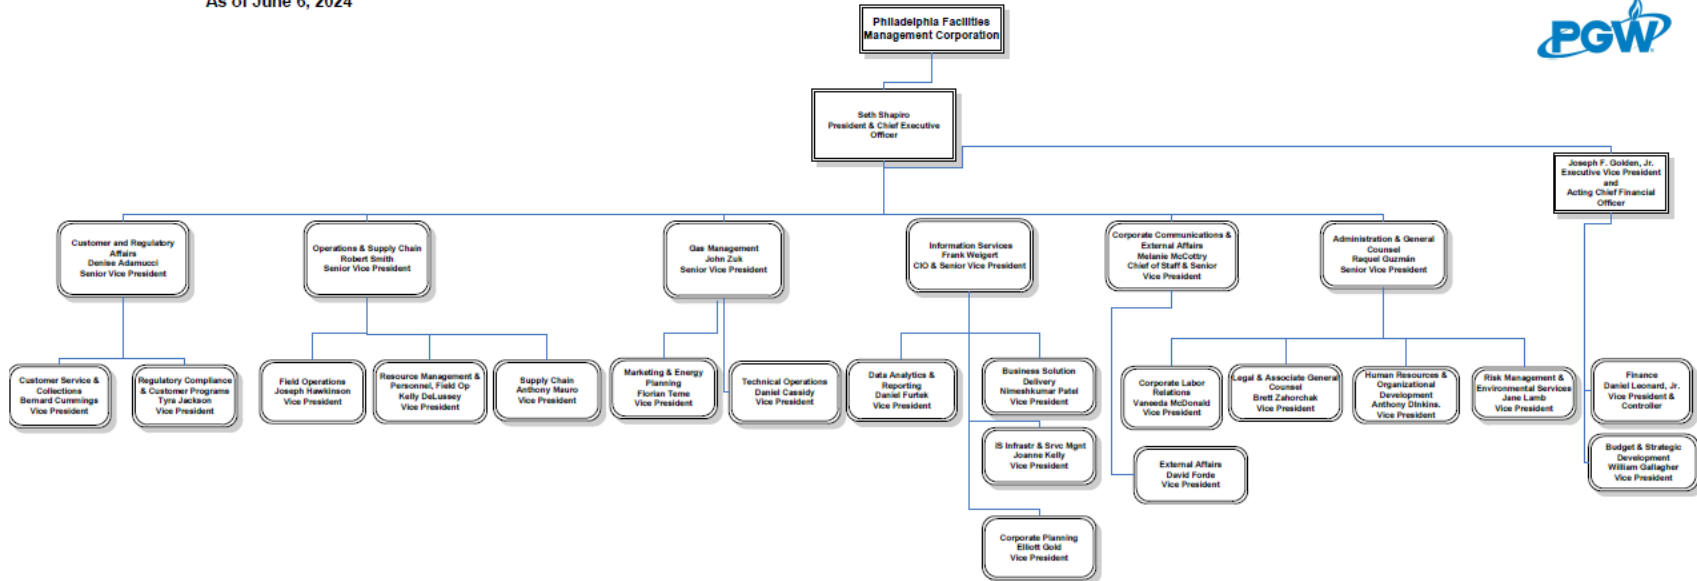 As of June 6, 2024
Philadelphia Facilities
Management Corporation
PGW
Seth Shapiro
President & Chief Executive
Officer
Joseph F. Golden, Jr.
Executive Vice President
and
Acting Chief Financial
Officer
Customer and Regulatory
Affairs
Denise Adamucci
Senior Vice President
Operations & Supply Chain
Robert Smith
Senior Vice President
Gas Management
John Zuk
Senior Vice President
Information Services
Frank Weigert
CIO & Senior Vice President
Corporate Communications &
External Affairs
Melanie McCottry
Chief of Staff & Senior
Vice President
Administration & General
Counsel
Raquel Guzmán
Senior Vice President
Customer Service &
Collections
Bernard Cummings
Vice President
Regulatory Compliance
& Customer Programs
Tyra Jackson
Vice President
Field Operations
Joseph Hawkinson
Vice President
Resource Management &
Personnel, Field Op
Kelly DeLussey
Vice President
Supply Chain
Anthony Mauro
Vice President
Marketing & Energy
Planning
Florian Teme
Vice President
Technical Operations
Daniel Cassidy
Vice President
Data Analytics &
Reporting
Daniel Furtek
Vice President
Business Solution
Delivery
Nimeshkumar Patel
Vice President
IS Infrastr & Srvc Mgnt
Joanne Kelly
Vice President
Corporate Planning
Elliott Gold
Vice President
Corporate Labor
Relations
Vaneeda McDonald
Vice President
External Affairs
David Forde
Vice President
Legal & Associate General
Counsel
Brett Zahorchak
Vice President
Human Resources &
Organizational
Development
Anthony Dinkins.
Vice President
Risk Management &
Environmental Services
Jane Lamb
Vice President
Finance
Daniel Leonard, Jr.
Vice President &
Controller
Budget & Strategic
Development
William Gallagher
Vice President